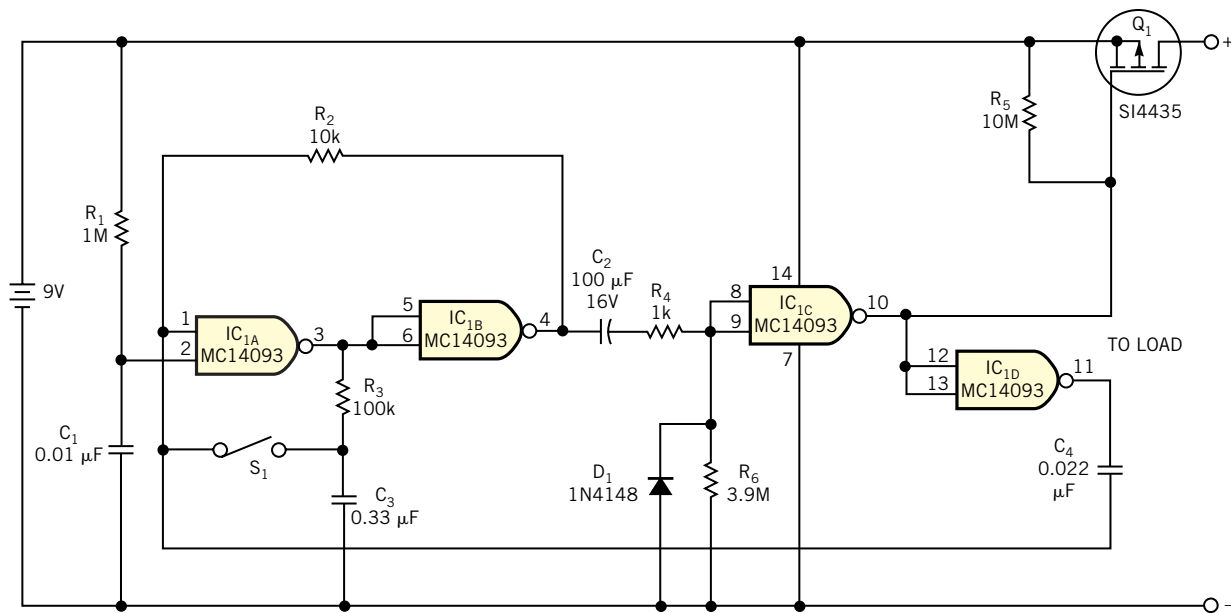 Q1
+
SI4435
R5
10M
R2
10k
R1
1M
9V
C2
100 μF
16V
R4
1k
14
8
9
IC1C
MC14093
10
7
1
2
IC1A
MC14093
3
5
6
IC1B
MC14093
4
TO LOAD
12
13
IC1D
MC14093
11
R3
100k
C1
0.01 μF
S1
C3
0.33 μF
D1
1N4148
R6
3.9M
C4
0.022
μF
–